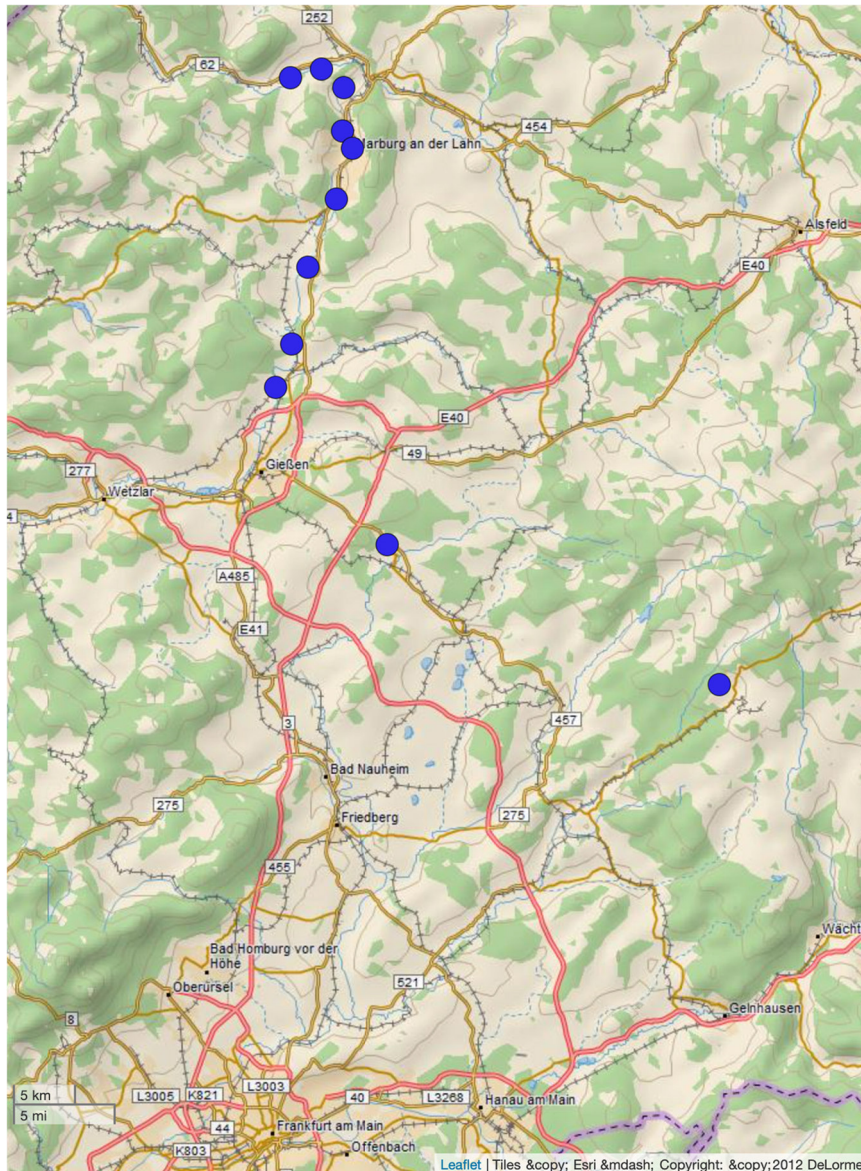 252
62
454
Marburg an der Lahn
Alsfeld
E40
E40
49
Gießen
277
Wetzlar
4
A485
E41
3
457
Bad Nauheim
275
275
Friedberg
455
Bad Homburg vor der
Höhe
Wächt
521
Oberursel
Gelnhausen
8
5 km
5 mi
L3005
K821
L3003
40
L3268
Hanau am Main
44
Frankfurt am Main
K803
Offenbach
Leaflet | Tiles &copy; Esri &mdash; Copyright: &copy;2012 DeLorme